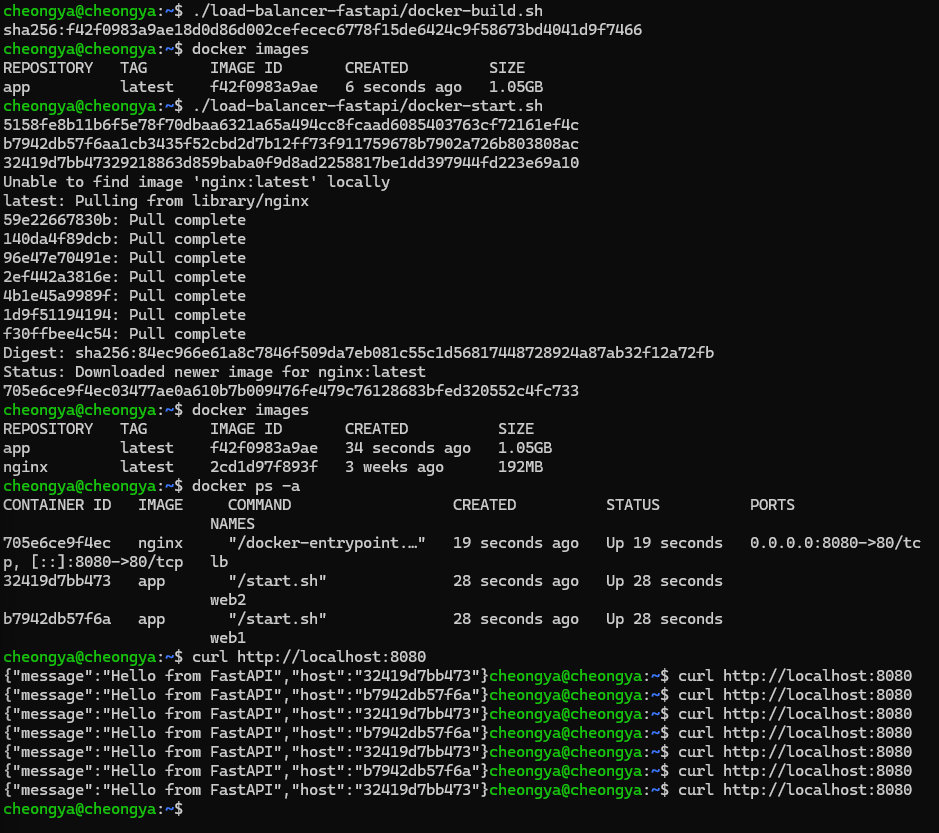 cheongya@cheongya:~$ ./load-balancer-fastapi/docker-build.sh
sha256:f42f0983a9ae18d0d86d002cefecec6778f15de6424c9f58673bd4041d9f7466
cheongya@cheongya:~$ docker images
REPOSITORY   TAG       IMAGE ID       CREATED         SIZE
app          latest    f42f0983a9ae   6 seconds ago   1.05GB
cheongya@cheongya:~$ ./load-balancer-fastapi/docker-start.sh
5158fe8b11b6f5e78f70dbaa6321a65a494cc8fcaad6085403763cf72161ef4c
b7942db57f6aa1cb3435f52cbd2d7b12ff73f911759678b7902a726b803808ac
32419d7bb47329218863d859baba0f9d8ad2258817be1dd397944fd223e69a10
Unable to find image 'nginx:latest' locally
latest: Pulling from library/nginx
59e22667830b: Pull complete
140da4f89dcb: Pull complete
96e47e70491e: Pull complete
2ef442a3816e: Pull complete
4b1e45a9989f: Pull complete
1d9f51194194: Pull complete
f30ffbee4c54: Pull complete
Digest: sha256:84ec966e61a8c7846f509da7eb081c55c1d56817448728924a87ab32f12a72fb
Status: Downloaded newer image for nginx:latest
705e6ce9f4ec03477ae0a610b7b009476fe479c76128683bfed320552c4fc733
cheongya@cheongya:~$ docker images
REPOSITORY   TAG       IMAGE ID       CREATED          SIZE
app          latest    f42f0983a9ae   34 seconds ago   1.05GB
nginx        latest    2cd1d97f893f   3 weeks ago      192MB
cheongya@cheongya:~$ docker ps -a
CONTAINER ID   IMAGE     COMMAND                  CREATED          STATUS          PORTS
                       NAMES
705e6ce9f4ec   nginx     "/docker-entrypoint.…"   19 seconds ago   Up 19 seconds   0.0.0.0:8080->80/tc
p, [::]:8080->80/tcp   lb
32419d7bb473   app       "/start.sh"              28 seconds ago   Up 28 seconds
                       web2
b7942db57f6a   app       "/start.sh"              28 seconds ago   Up 28 seconds
                       web1
cheongya@cheongya:~$ curl http://localhost:8080
{"message":"Hello from FastAPI","host":"32419d7bb473"}cheongya@cheongya:~$ curl http://localhost:8080
{"message":"Hello from FastAPI","host":"b7942db57f6a"}cheongya@cheongya:~$ curl http://localhost:8080
{"message":"Hello from FastAPI","host":"32419d7bb473"}cheongya@cheongya:~$ curl http://localhost:8080
{"message":"Hello from FastAPI","host":"b7942db57f6a"}cheongya@cheongya:~$ curl http://localhost:8080
{"message":"Hello from FastAPI","host":"32419d7bb473"}cheongya@cheongya:~$ curl http://localhost:8080
{"message":"Hello from FastAPI","host":"b7942db57f6a"}cheongya@cheongya:~$ curl http://localhost:8080
{"message":"Hello from FastAPI","host":"32419d7bb473"}cheongya@cheongya:~$ curl http://localhost:8080
cheongya@cheongya:~$